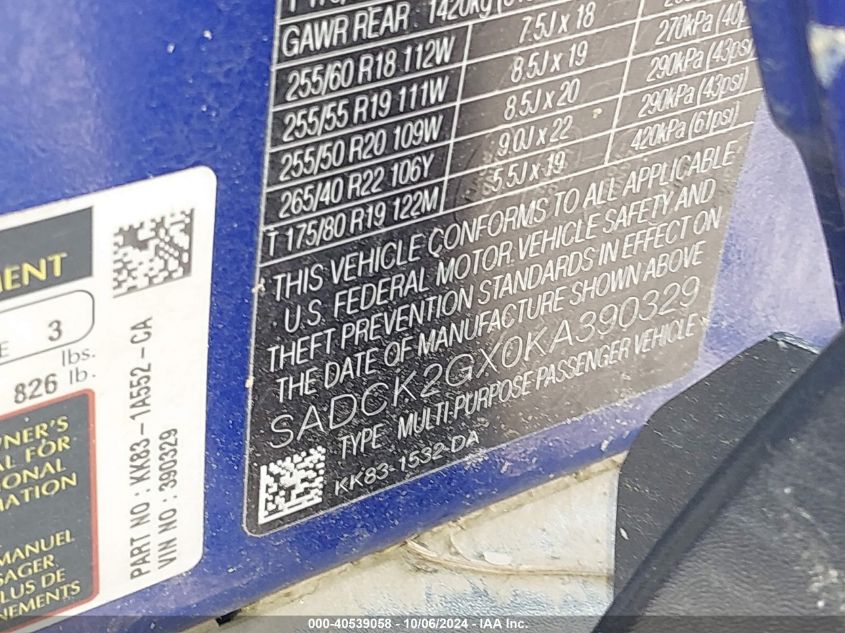 GAWR REAR 1420kg
255/60 R18 112W 7.5J x 18
255/55 R19 111W 8.5J x 19 270kPa (40p
255/50 R20 109W 8.5J x 20 290kPa (43psi)
265/40 R22 106Y 9.0J x 22 290kPa (43psi)
T 175/80 R19 122M 5.5J x 19 420kPa (61psi)
THIS VEHICLE CONFORMS TO ALL APPLICABLE
U.S. FEDERAL MOTOR VEHICLE SAFETY AND
THEFT PREVENTION STANDARDS IN EFFECT ON
THE DATE OF MANUFACTURE SHOWN ABOVE
SADCK2GX0KA390329
TYPE MULTI-PURPOSE PASSENGER VEHICLE
KK83-1532-DA
MENT
E 3
lbs.
826 lb.
NER'S
AL FOR
IONAL
MATION
MANUEL
SAGER
PLUS DE
NEMENTS
PART NO : KK83-1A552-CA
VIN NO : 390329
000-40539058 - 10/06/2024 - IAA Inc.